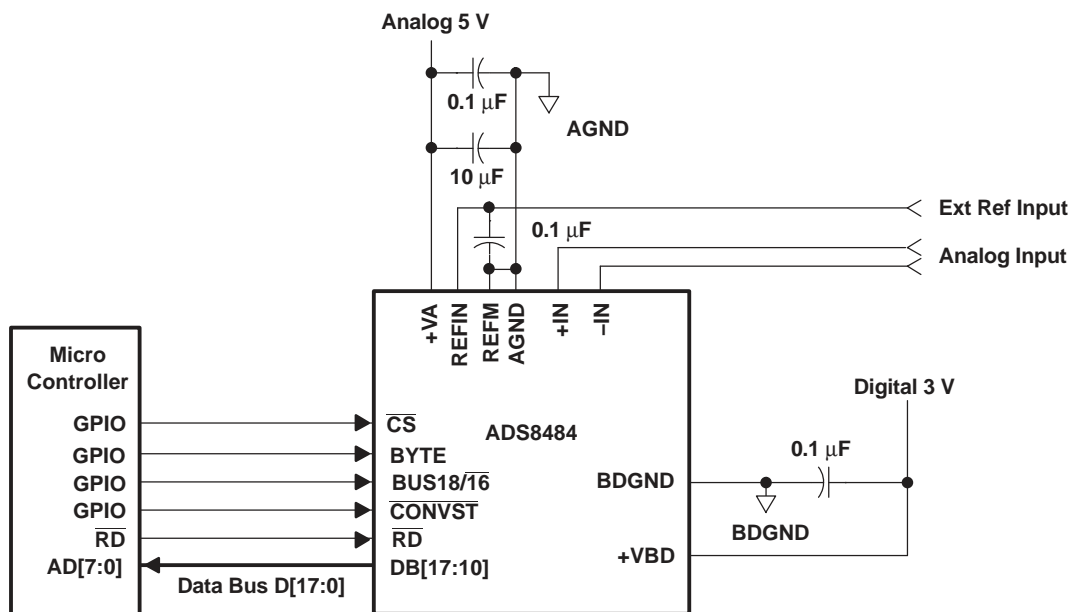 Analog 5 V
0.1 μF
AGND
10 μF
Ext Ref Input
0.1 μF
Analog Input
+VA
REFIN
REFM
AGND
+IN
−IN
Micro
Controller
Digital 3 V
GPIO
CS
ADS8484
GPIO
BYTE
0.1 μF
GPIO
BUS18/16
BDGND
GPIO
CONVST
RD
RD
BDGND
AD[7:0]
DB[17:10]
+VBD
Data Bus D[17:0]